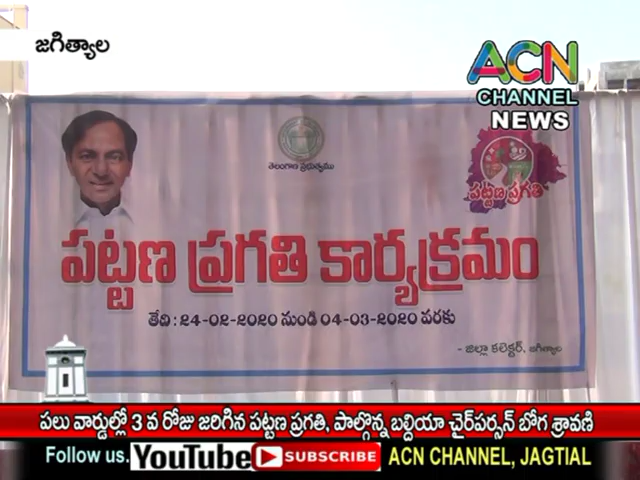 జగిత్యాల
ACN
CHANNEL
NEWS
తెలంగాణ ప్రభుత్వము
పట్టణ ప్రగతి
పట్టణ ప్రగతి కార్యక్రమం
తేది : 24-02-2020 నుండి 04-03-2020 వరకు
- జిల్లా కలెక్టర్, జగిత్యాల
పలు వార్డుల్లో 3 వ రోజు జరిగిన పట్టణ ప్రగతి, పాల్గొన్న బల్దియా చైర్‌పర్సన్ బోగ శ్రావణి
Follow us. YouTube SUBSCRIBE ACN CHANNEL, JAGTIAL